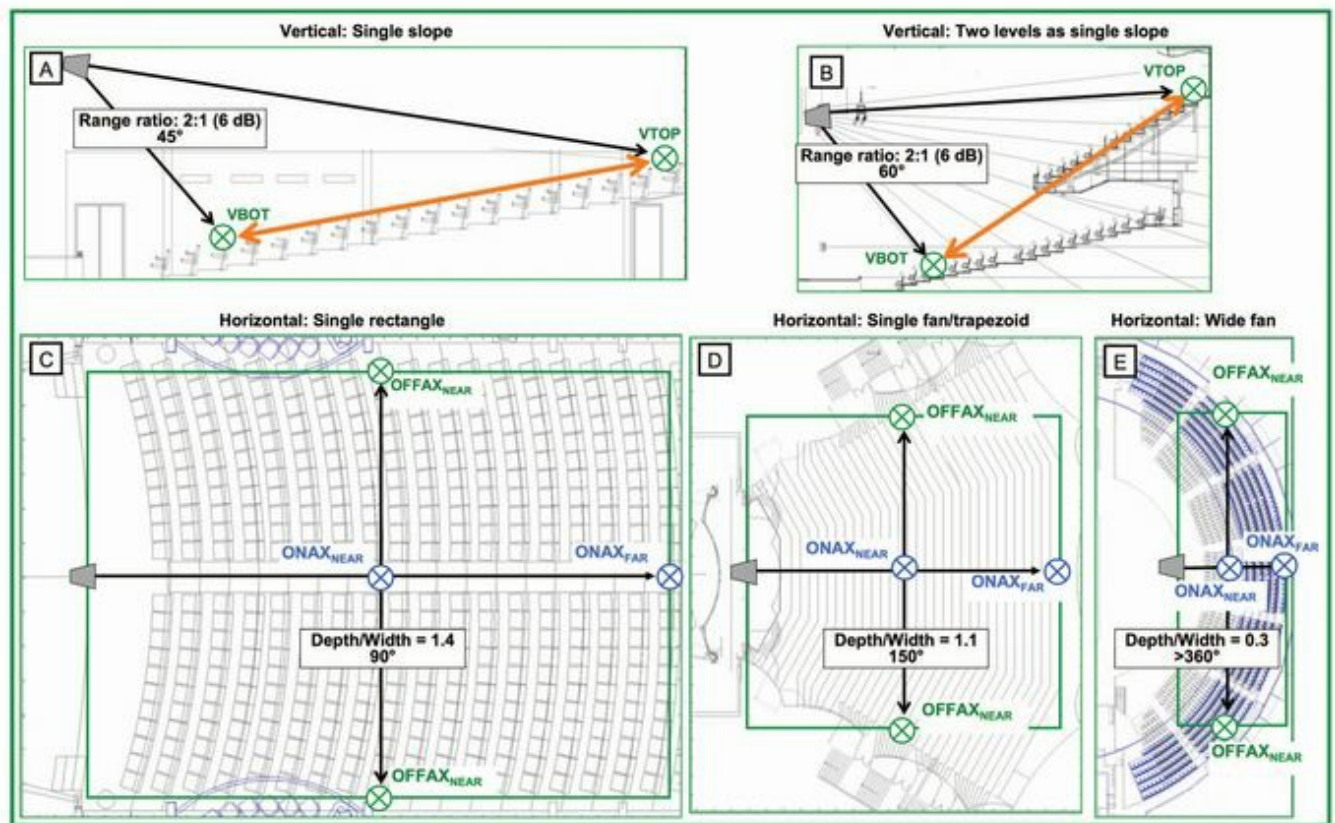 Vertical: Single slope
A
Range ratio: 2:1 (6 dB)
45°
VTOP
VBOT
Vertical: Two levels as single slope
B
VTOP
Range ratio: 2:1 (6 dB)
60°
VBOT
Horizontal: Single rectangle
C
OFFAXNEAR
ONAXNEAR
ONAXFAR
Depth/Width = 1.4
90°
OFFAXNEAR
Horizontal: Single fan/trapezoid
D
OFFAXNEAR
ONAXNEAR
ONAXFAR
Depth/Width = 1.1
150°
OFFAXNEAR
Horizontal: Wide fan
E
OFFAXNEAR
ONAXFAR
ONAXNEAR
Depth/Width = 0.3
>360°
OFFAXNEAR